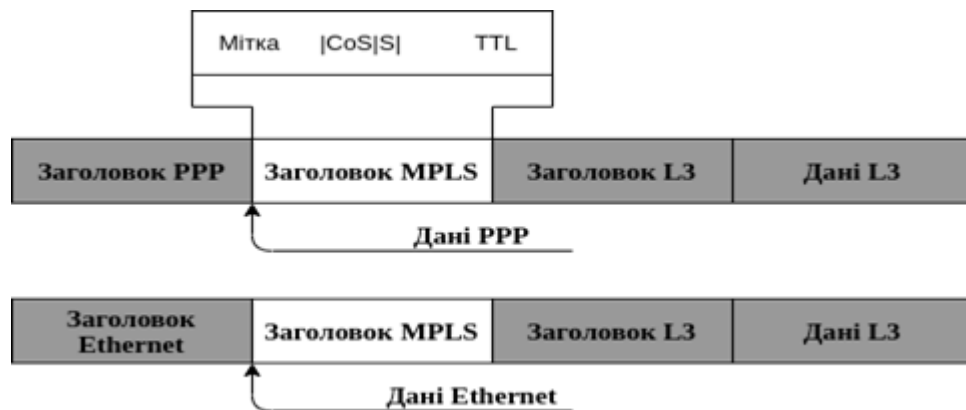 Мітка |CoS|S| TTL
Заголовок PPP Заголовок MPLS Заголовок L3 Дані L3
Дані PPP
Заголовок
Ethernet Заголовок MPLS Заголовок L3 Дані L3
Дані Ethernet